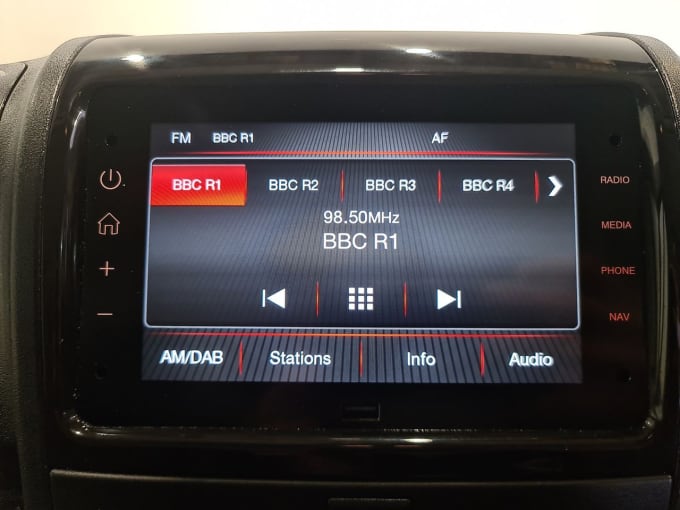 FM BBC R1 AF
BBC R1 BBC R2 BBC R3 BBC R4
RADIO
98.50MHz
BBC R1
MEDIA
PHONE
NAV
AM/DAB Stations Info Audio